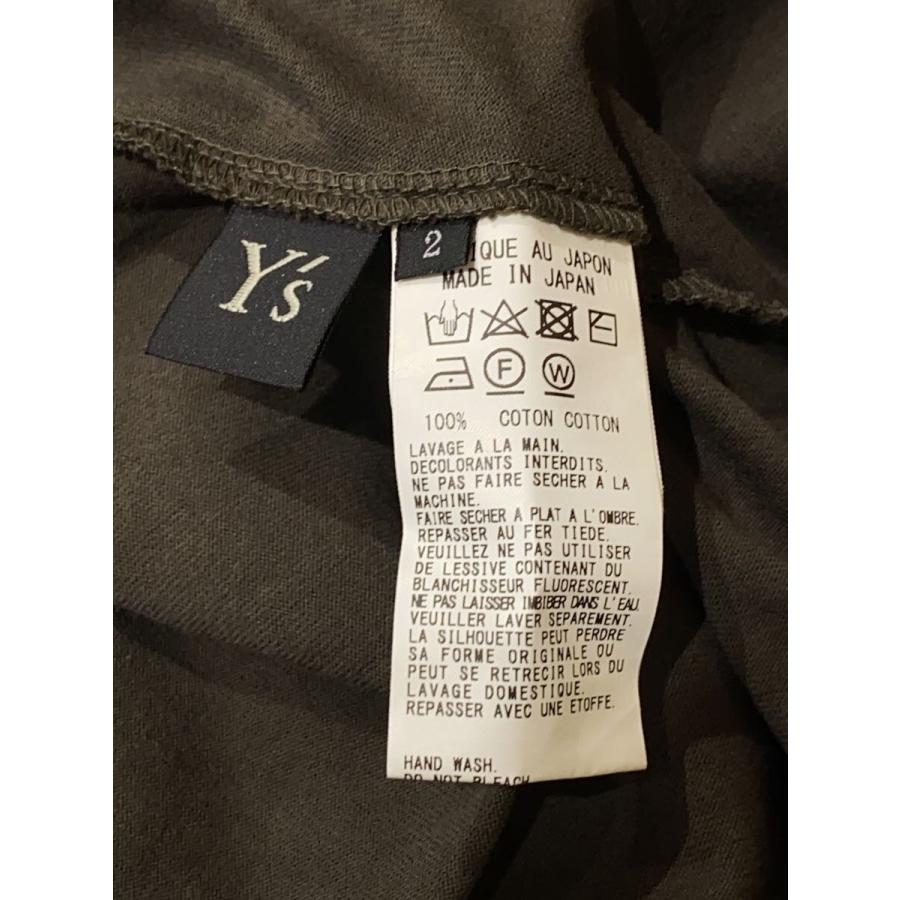 Y's
2
IQUE AU JAPON
MADE IN JAPAN
F W
100% COTON COTTON
LAVAGE A LA MAIN.
DECOLORANTS INTERDITS.
NE PAS FAIRE SECHER A LA
MACHINE.
FAIRE SECHER A PLAT A L'OMBRE.
REPASSER AU FER TIEDE.
VEUILLEZ NE PAS UTILISER
DE LESSIVE CONTENANT DU
BLANCHISSEUR FLUORESCENT.
NE PAS LAISSER IMBIBER DANS L'EAU.
VEUILLER LAVER SEPAREMENT.
LA SILHOUETTE PEUT PERDRE
SA FORME ORIGINALE OU
PEUT SE RETRECIR LORS DU
LAVAGE DOMESTIQUE.
REPASSER AVEC UNE ETOFFE.
HAND WASH.
DO NOT BLEACH